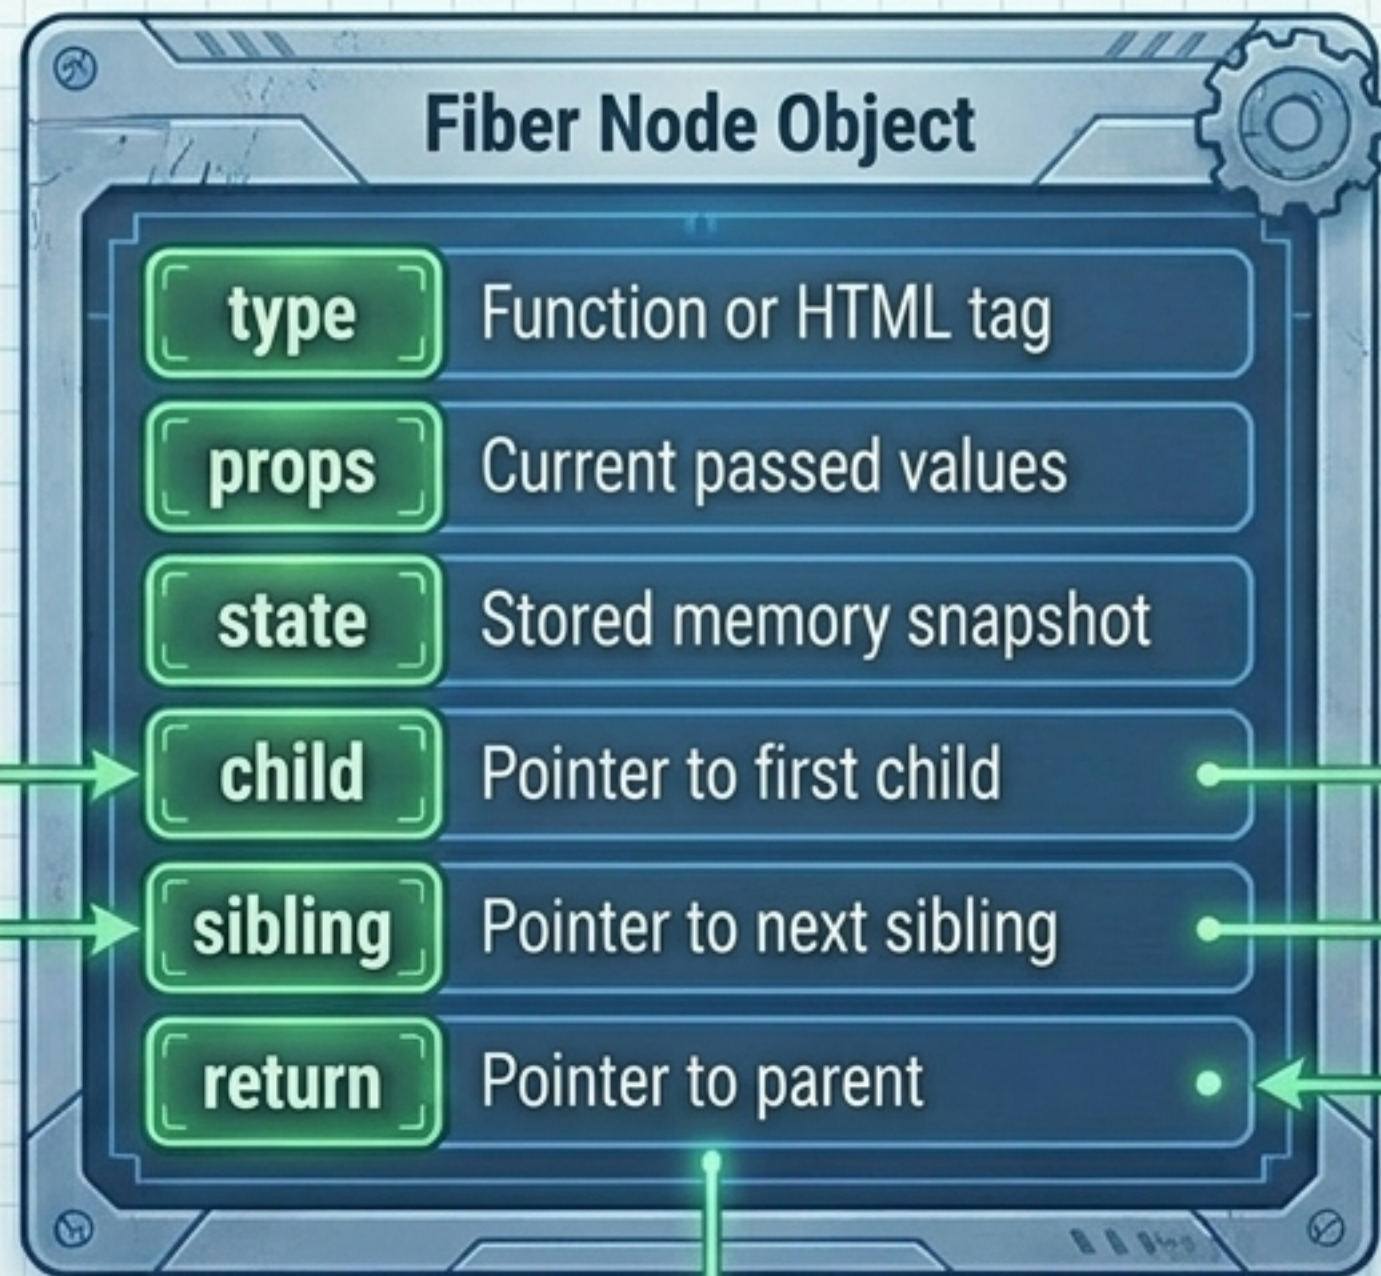 Fiber Node Object
type Function or HTML tag
props Current passed values
state Stored memory snapshot
child Pointer to first child
sibling Pointer to next sibling
return Pointer to parent